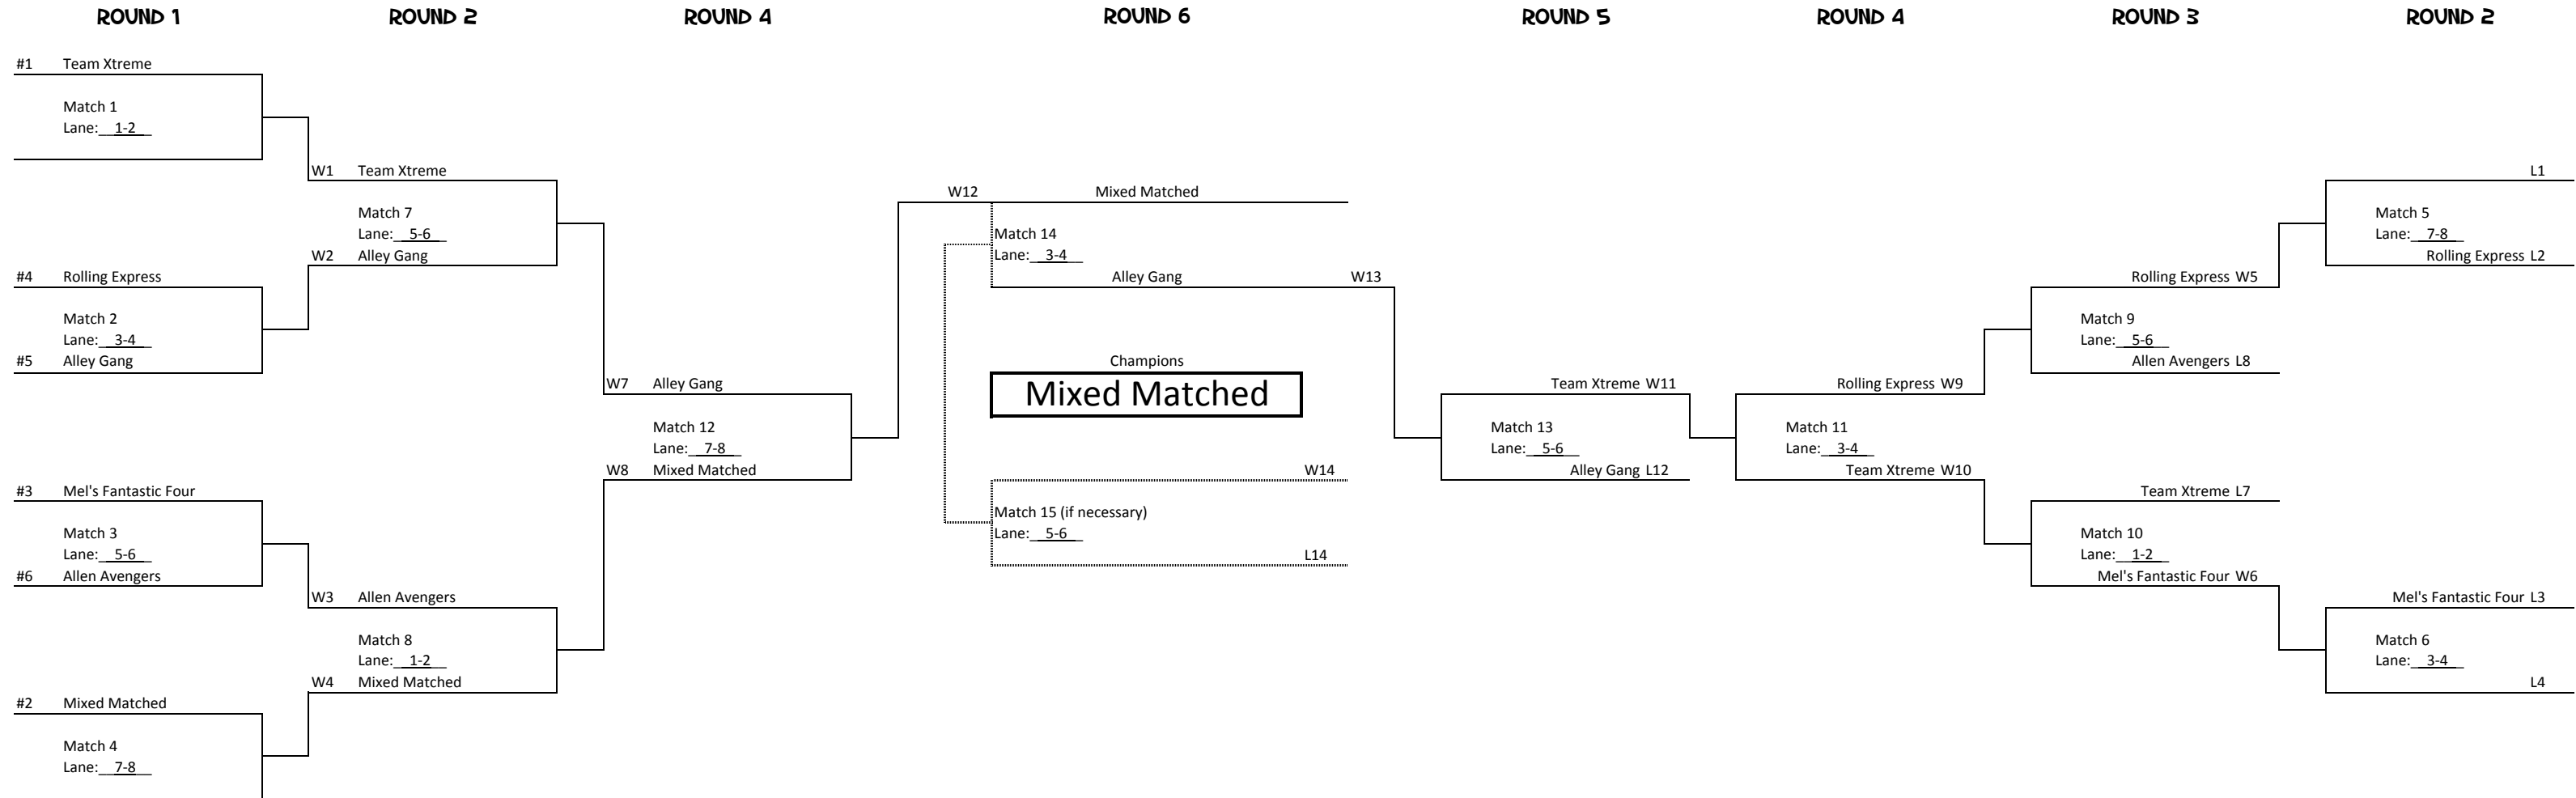 ROUND 1 ROUND 2 ROUND 4 ROUND 6 ROUND 5 ROUND 4 ROUND 3 ROUND 2
#1 Team Xtreme
Match 1
Lane: 1-2
W1 Team Xtreme
Match 7
Lane: 5-6
W2 Alley Gang
#4 Rolling Express
Match 2
Lane: 3-4
#5 Alley Gang
#3 Mel's Fantastic Four
Match 3
Lane: 5-6
#6 Allen Avengers
W3 Allen Avengers
Match 8
Lane: 1-2
W4 Mixed Matched
#2 Mixed Matched
Match 4
Lane: 7-8
W7 Alley Gang
Match 12
Lane: 7-8
W8 Mixed Matched
W12 Mixed Matched
Match 14
Lane: 3-4
Alley Gang W13
Champions
Mixed Matched
W14
Match 15 (if necessary)
Lane: 5-6
L14
Team Xtreme W11
Match 13
Lane: 5-6
Alley Gang L12
Rolling Express W9
Match 11
Lane: 3-4
Team Xtreme W10
Rolling Express W5
Match 9
Lane: 5-6
Allen Avengers L8
Team Xtreme L7
Match 10
Lane: 1-2
Mel's Fantastic Four W6
L1
Match 5
Lane: 7-8
Rolling Express L2
Mel's Fantastic Four L3
Match 6
Lane: 3-4
L4